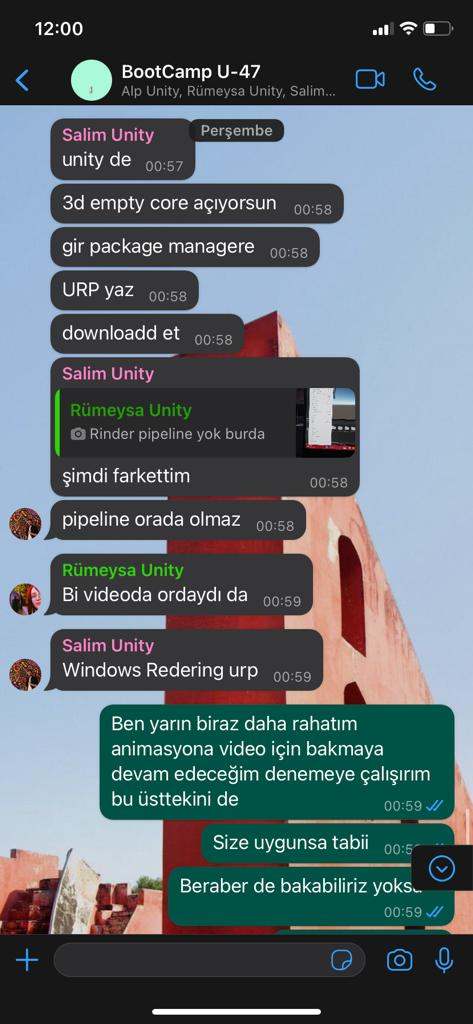 12:00
BootCamp U-47
Alp Unity, Rümeysa Unity, Salim...
Perşembe
Salim Unity
unity de 00:57
3d empty core açıyorsun 00:58
gir package managere 00:58
URP yaz 00:58
downloadd et 00:58
Salim Unity
Rümeysa Unity
Rinder pipeline yok burda
şimdi farkettim 00:58
pipeline orada olmaz 00:58
Rümeysa Unity
Bi videoda ordaydı da 00:59
Salim Unity
Windows Redering urp 00:59
Ben yarın biraz daha rahatım
animasyona video için bakmaya
devam edeceğim denemeye çalışırım
bu üsttekini de 00:59
Size uygunsa tabii
Beraber de bakabiliriz yoksa
00:59